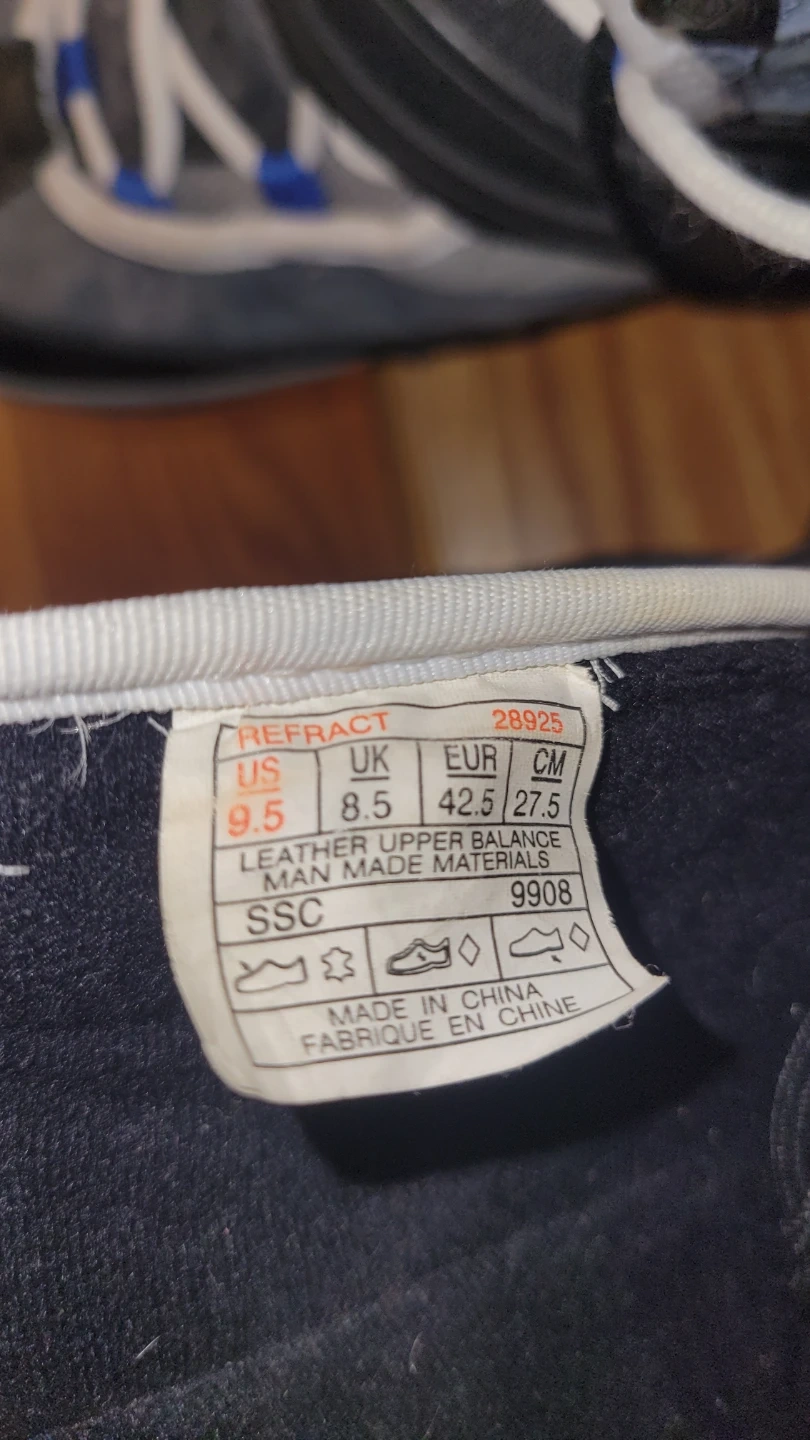 REFRACT 28925
US UK EUR CM
9.5 8.5 42.5 27.5
LEATHER UPPER BALANCE
MAN MADE MATERIALS
SSC 9908
MADE IN CHINA
FABRIQUE EN CHINE